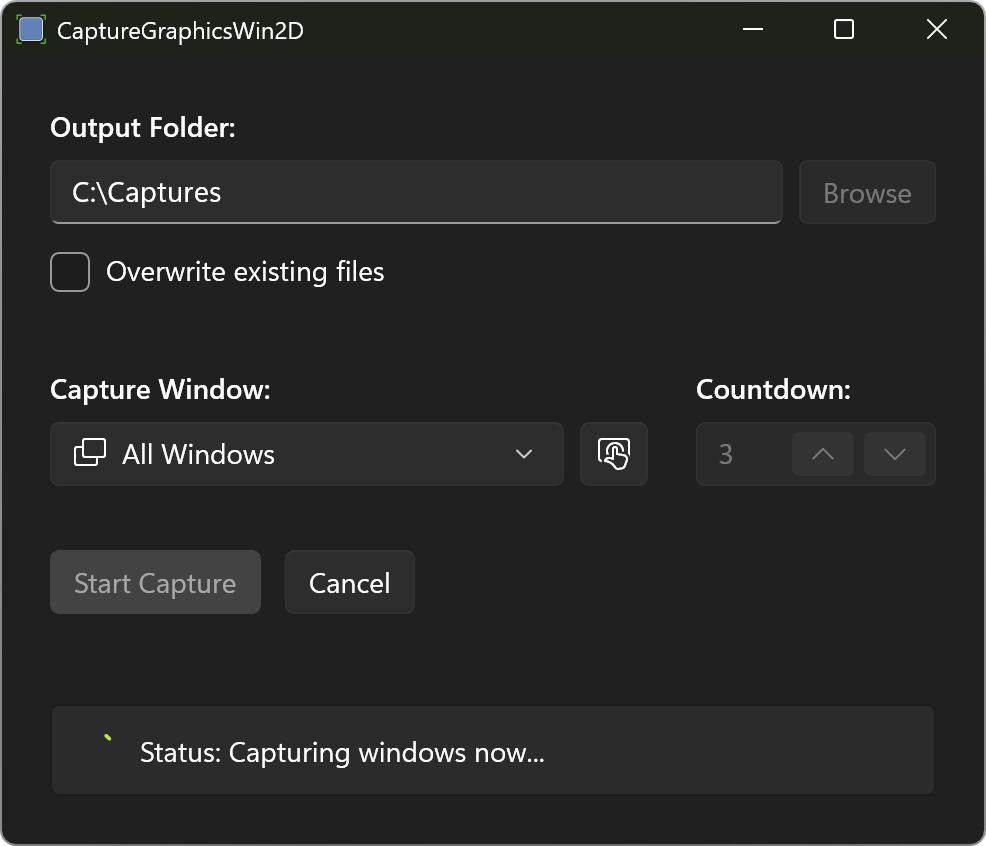 CaptureGraphicsWin2D
Output Folder:
C:\Captures
Browse
Overwrite existing files
Capture Window:
Countdown:
All Windows
3
Start Capture
Cancel
Status: Capturing windows now...